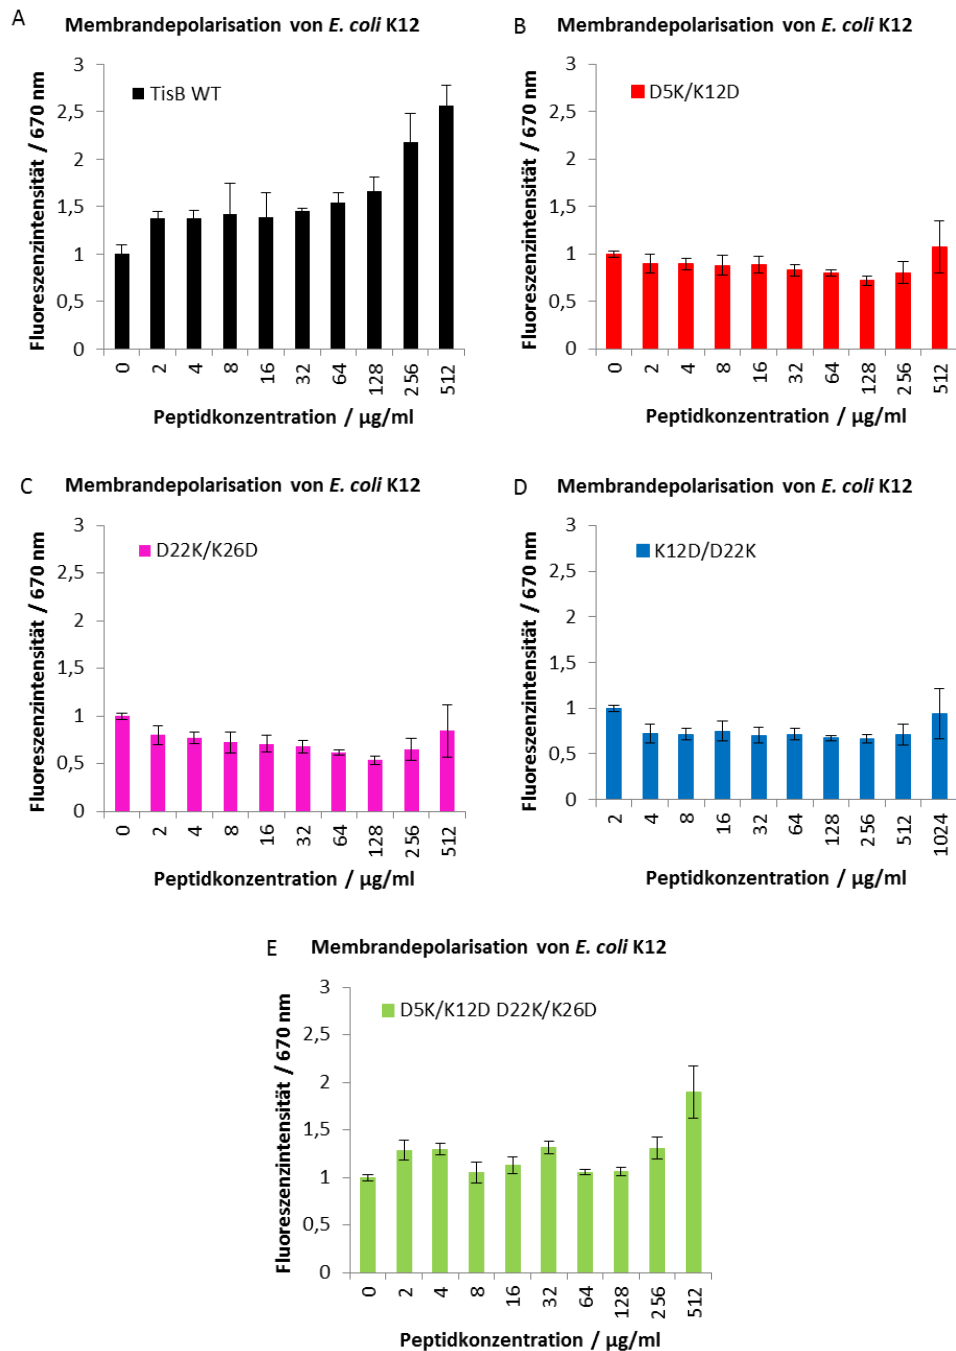 A
Membrandepolarisation von E. coli K12
Fluoreszenzintensität / 670 nm
3
2,5
2
1,5
1
0,5
0
TisB WT
0 2 4 8 16 32 64 128 256 512
Peptidkonzentration / µg/ml
B
Membrandepolarisation von E. coli K12
Fluoreszenzintensität / 670 nm
3
2,5
2
1,5
1
0,5
0
D5K/K12D
0 2 4 8 16 32 64 128 256 512
Peptidkonzentration / µg/ml
C
Membrandepolarisation von E. coli K12
Fluoreszenzintensität / 670 nm
3
2,5
2
1,5
1
0,5
0
D22K/K26D
0 2 4 8 16 32 64 128 256 512
Peptidkonzentration / µg/ml
D
Membrandepolarisation von E. coli K12
Fluoreszenzintensität / 670 nm
3
2,5
2
1,5
1
0,5
0
K12D/D22K
2 4 8 16 32 64 128 256 512 1024
Peptidkonzentration / µg/ml
E
Membrandepolarisation von E. coli K12
Fluoreszenzintensität / 670 nm
3
2,5
2
1,5
1
0,5
0
D5K/K12D D22K/K26D
0 2 4 8 16 32 64 128 256 512
Peptidkonzentration / µg/ml